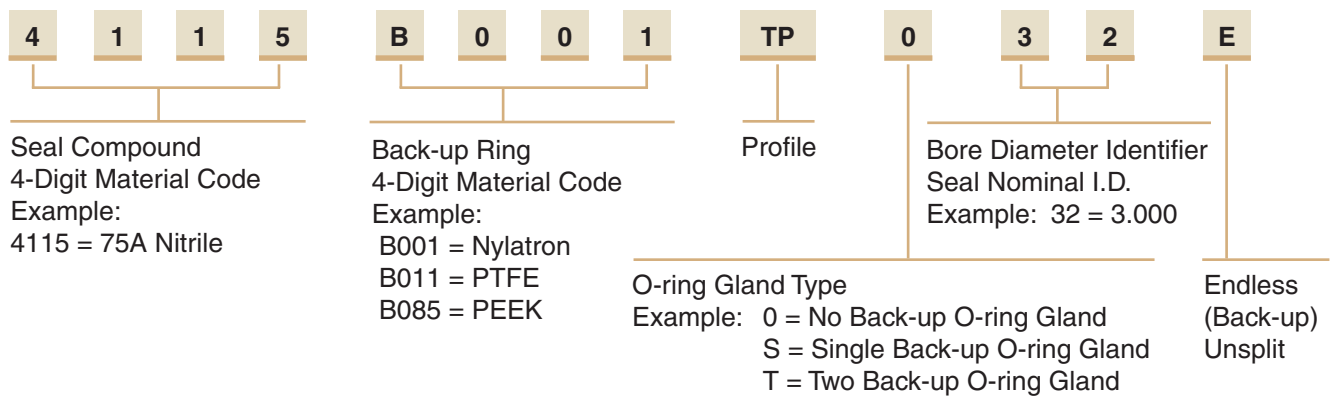 4 1 1 5 B 0 0 1 TP 0 3 2 E
Seal Compound
4-Digit Material Code
Example:
4115 = 75A Nitrile
Back-up Ring
4-Digit Material Code
Example:
B001 = Nylatron
B011 = PTFE
B085 = PEEK
Profile
O-ring Gland Type
Example: 0 = No Back-up O-ring Gland
S = Single Back-up O-ring Gland
T = Two Back-up O-ring Gland
Bore Diameter Identifier
Seal Nominal I.D.
Example: 32 = 3.000
Endless
(Back-up)
Unsplit